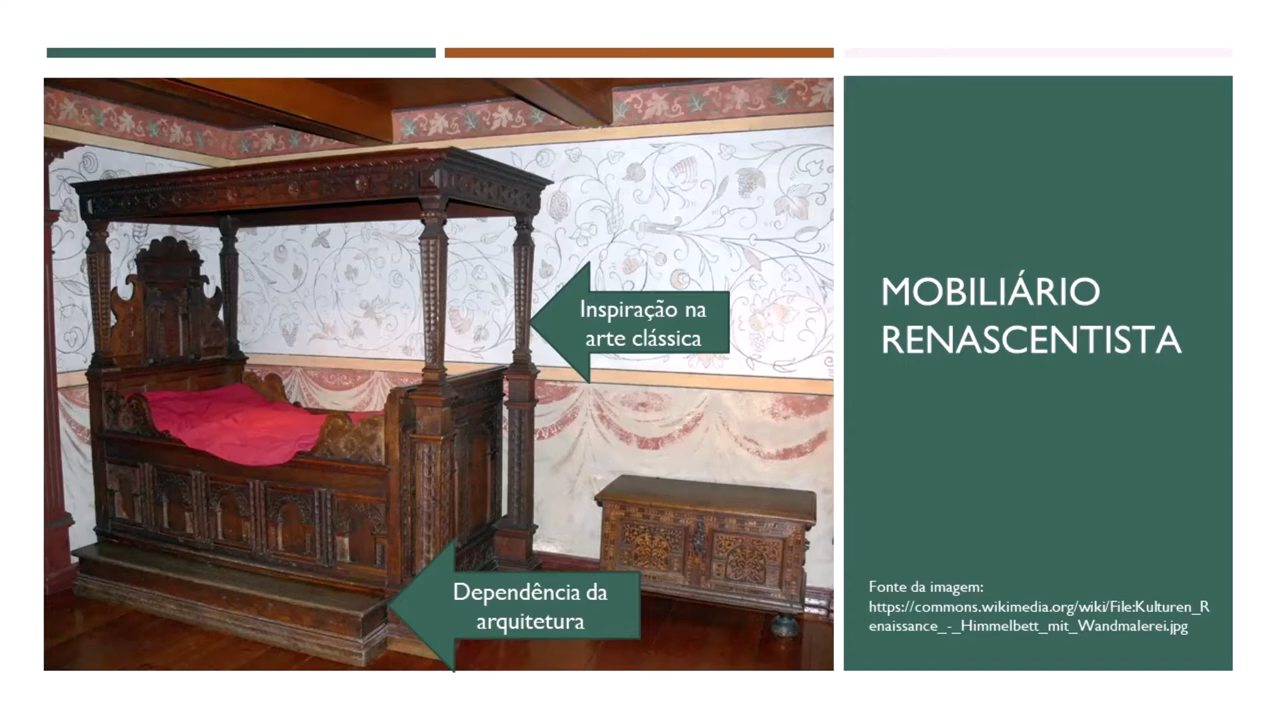 Inspiração na
arte clássica
Dependência da
arquitetura
MOBILIÁRIO
RENASCENTISTA
Fonte da imagem:
https://commons.wikimedia.org/wiki/File:Kulturen_R
enaissance_-_Himmelbett_mit_Wandmalerei.jpg